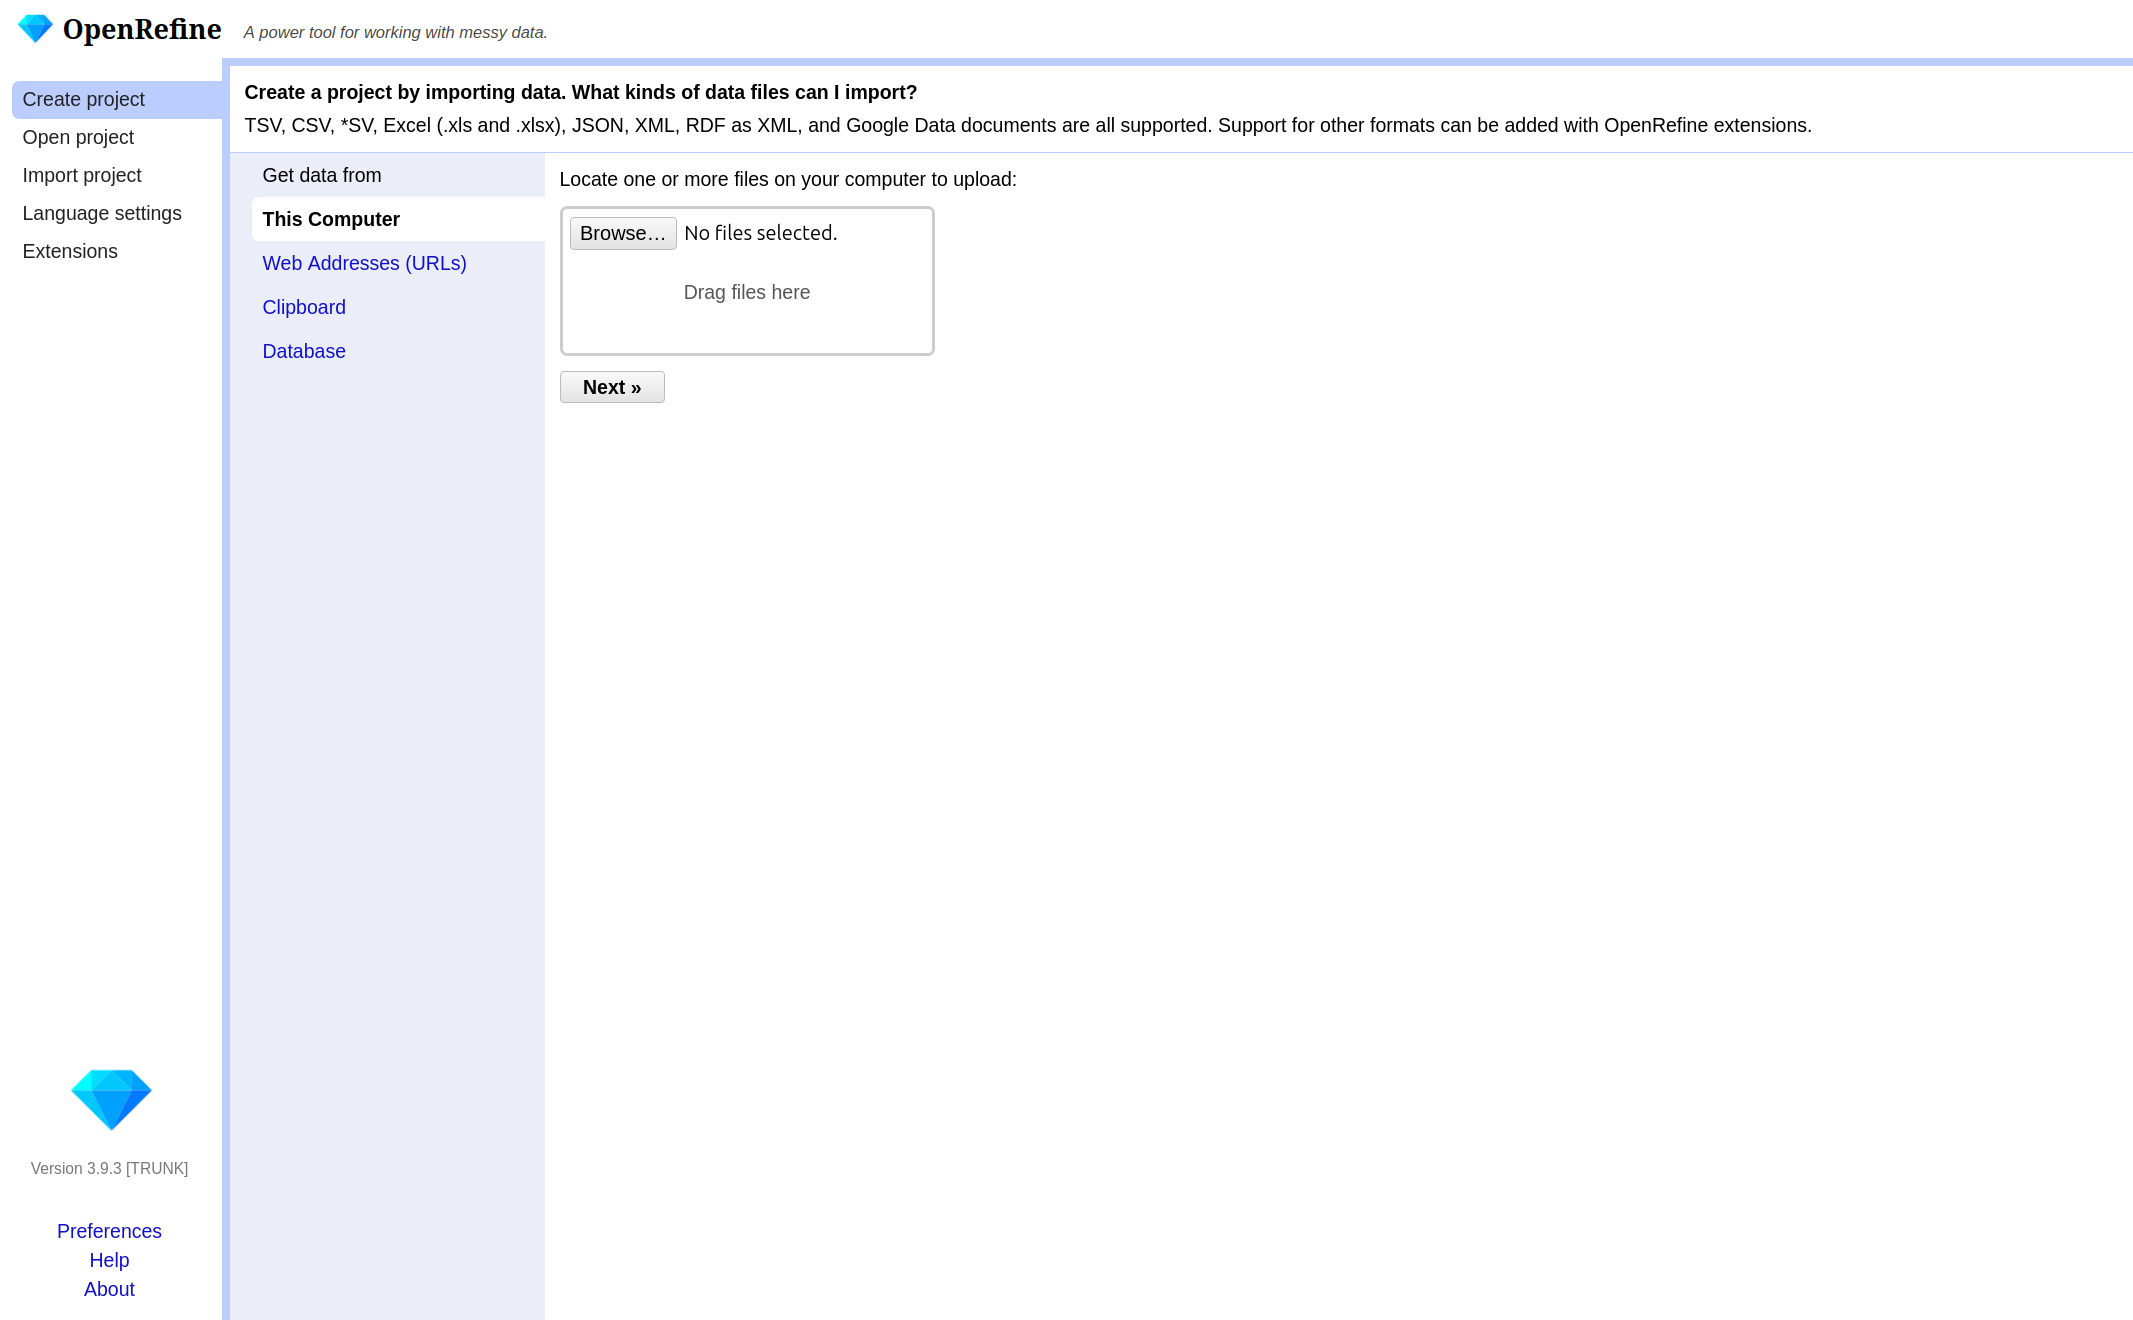 OpenRefine
A power tool for working with messy data.
Create project
Open project
Import project
Language settings
Extensions
Create a project by importing data. What kinds of data files can I import?
TSV, CSV, *SV, Excel (.xls and .xlsx), JSON, XML, RDF as XML, and Google Data documents are all supported. Support for other formats can be added with OpenRefine extensions.
Get data from
This Computer
Web Addresses (URLs)
Clipboard
Database
Locate one or more files on your computer to upload:
Browse… No files selected.
Drag files here
Next »
Version 3.9.3 [TRUNK]
Preferences
Help
About